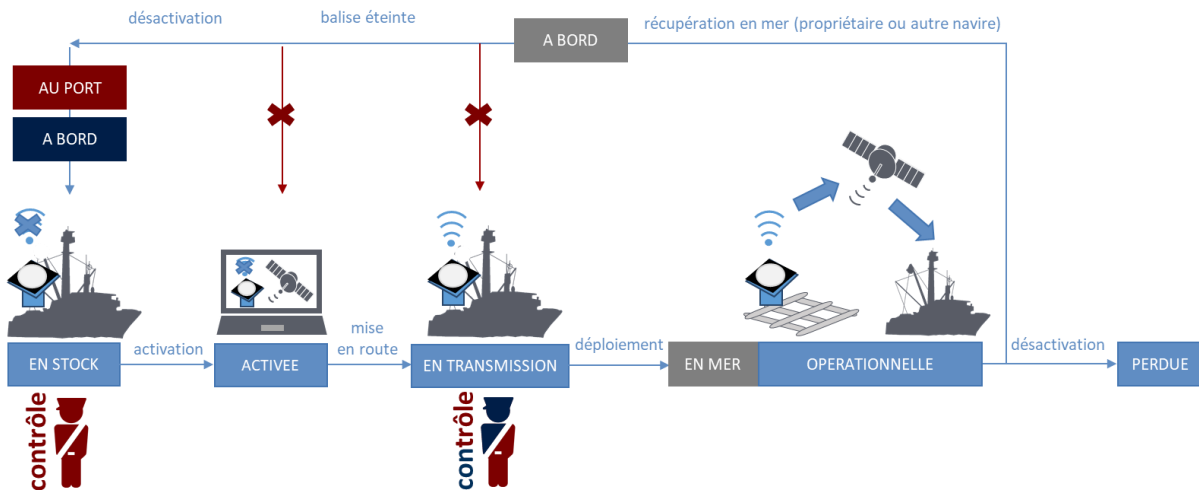 désactivation
balise éteinte
A BORD
récupération en mer (propriétaire ou autre navire)
AU PORT
A BORD
EN STOCK
activation
ACTIVEE
mise
en route
EN TRANSMISSION
déploiement
EN MER
OPERATIONNELLE
désactivation
PERDUE
contrôle
contrôle